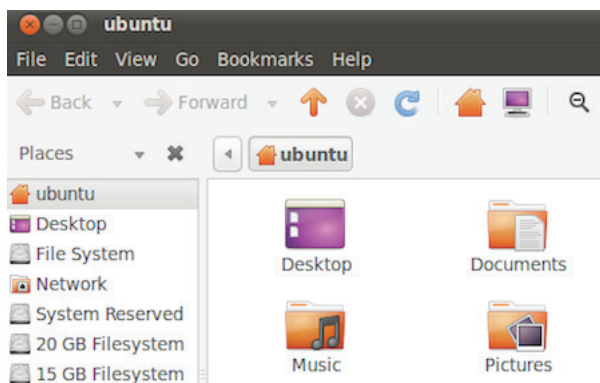 ubuntu
File Edit View Go Bookmarks Help
Back Forward
Places
ubuntu
ubuntu
Desktop
File System
Network
System Reserved
20 GB Filesystem
15 GB Filesystem
Desktop Documents
Music Pictures